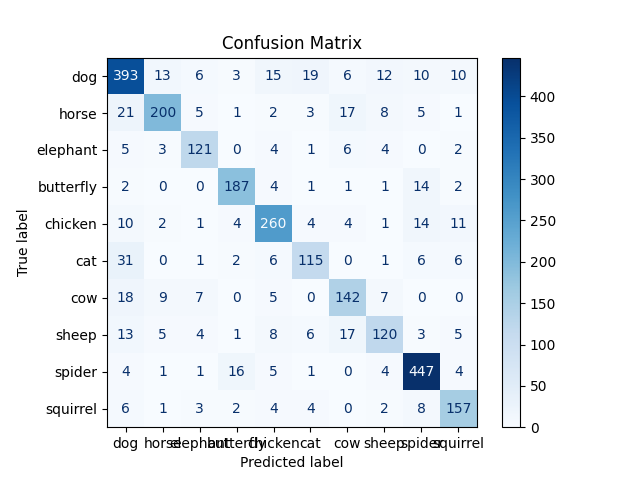 Confusion Matrix
True label
dog 393 13 6 3 15 19 6 12 10 10
horse 21 200 5 1 2 3 17 8 5 1
elephant 5 3 121 0 4 1 6 4 0 2
butterfly 2 0 0 187 4 1 1 1 14 2
chicken 10 2 1 4 260 4 4 1 14 11
cat 31 0 1 2 6 115 0 1 6 6
cow 18 9 7 0 5 0 142 7 0 0
sheep 13 5 4 1 8 6 17 120 3 5
spider 4 1 1 16 5 1 0 4 447 4
squirrel 6 1 3 2 4 4 0 2 8 157
dog horse elephant butterfly chicken cat cow sheep spider squirrel
Predicted label
400
350
300
250
200
150
100
50
0